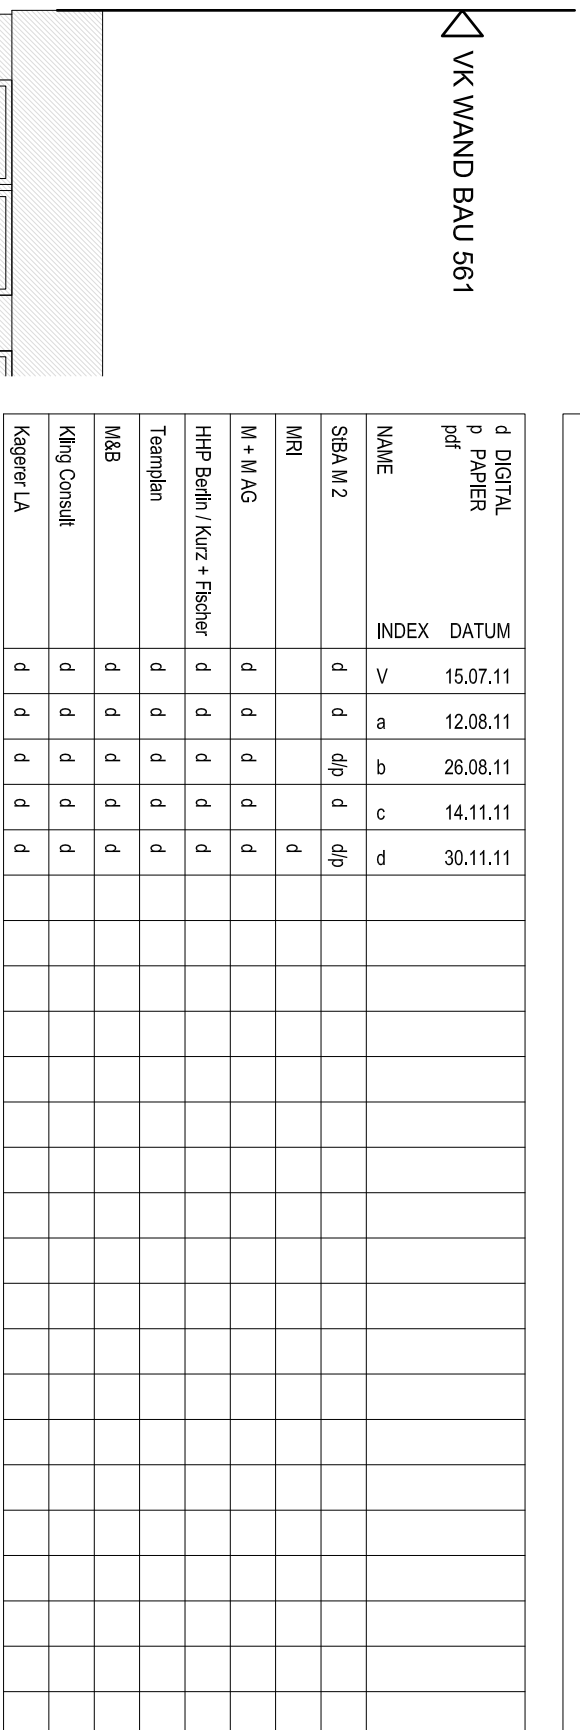 VK WAND BAU 561
d DIGITAL
p PAPIER
pdf
DATUM 15.07.11 12.08.11 26.08.11 14.11.11 30.11.11
NAME INDEX V a b c d
StBA M 2 d d d/p d d/p
MRI d
M + M AG d d d d d
HHP Berlin / Kurz + Fischer d d d d d
Teamplan d d d d d
M&B d d d d d
Kling Consult d d d d d
Kagerer LA d d d d d